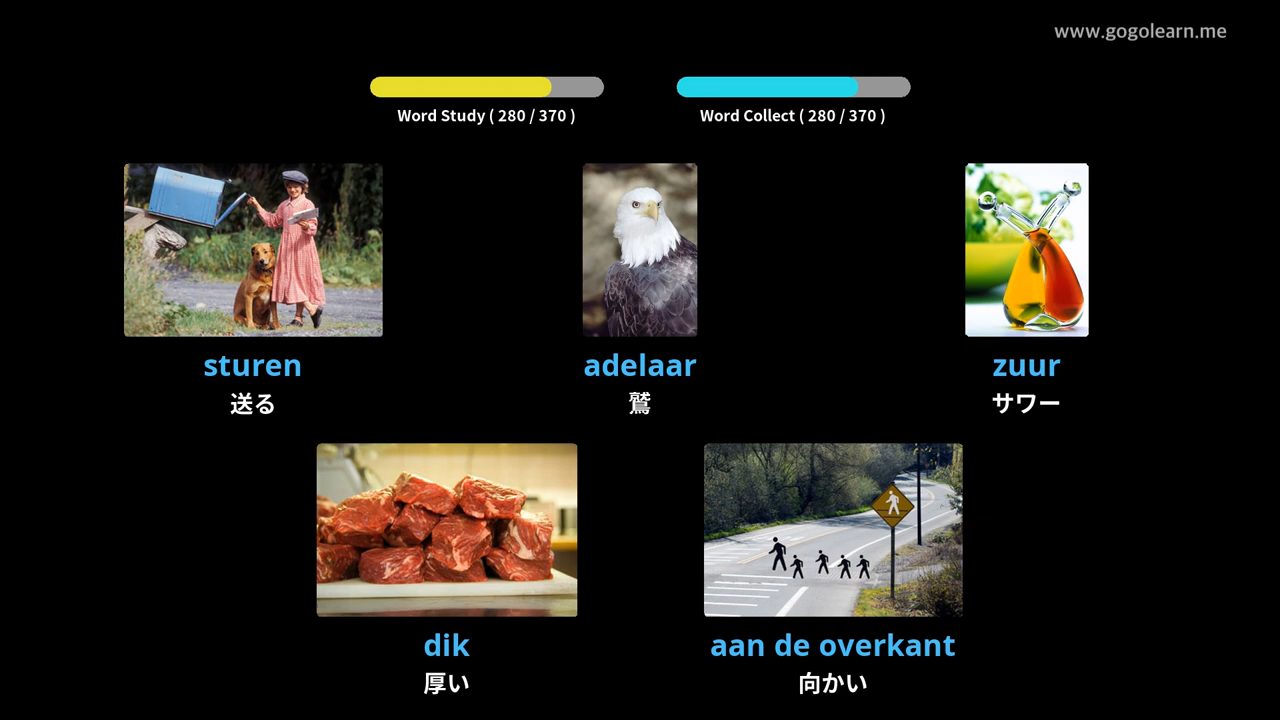 www.gogolearn.me
Word Study ( 280 / 370 )
Word Collect ( 280 / 370 )
sturen
送る
adelaar
鷲
zuur
サワー
dik
厚い
aan de overkant
向かい